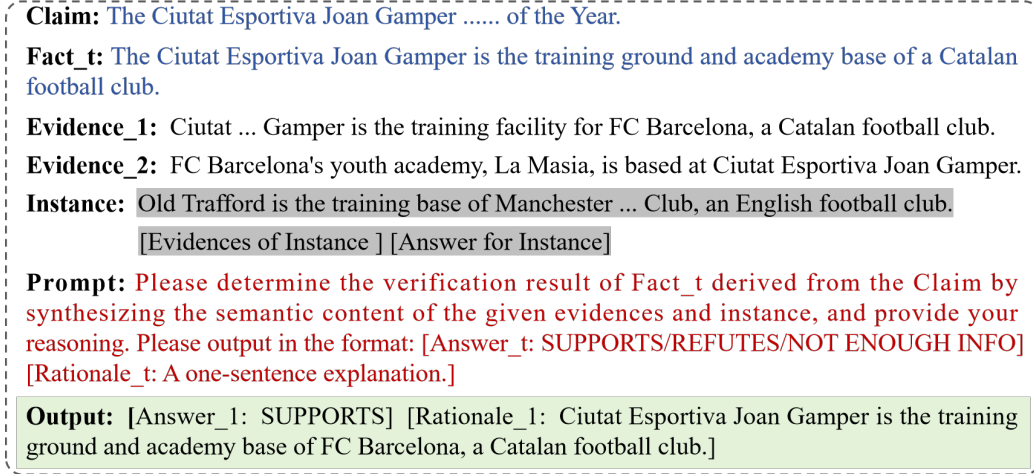 Claim: The Ciutat Esportiva Joan Gamper ...... of the Year.
Fact_t: The Ciutat Esportiva Joan Gamper is the training ground and academy base of a Catalan
football club.
Evidence_1: Ciutat ... Gamper is the training facility for FC Barcelona, a Catalan football club.
Evidence_2: FC Barcelona's youth academy, La Masia, is based at Ciutat Esportiva Joan Gamper.
Instance: Old Trafford is the training base of Manchester ... Club, an English football club.
[Evidences of Instance ] [Answer for Instance]
Prompt: Please determine the verification result of Fact_t derived from the Claim by
synthesizing the semantic content of the given evidences and instance, and provide your
reasoning. Please output in the format: [Answer_t: SUPPORTS/REFUTES/NOT ENOUGH INFO]
[Rationale_t: A one-sentence explanation.]
Output: [Answer_1: SUPPORTS] [Rationale_1: Ciutat Esportiva Joan Gamper is the training
ground and academy base of FC Barcelona, a Catalan football club.]